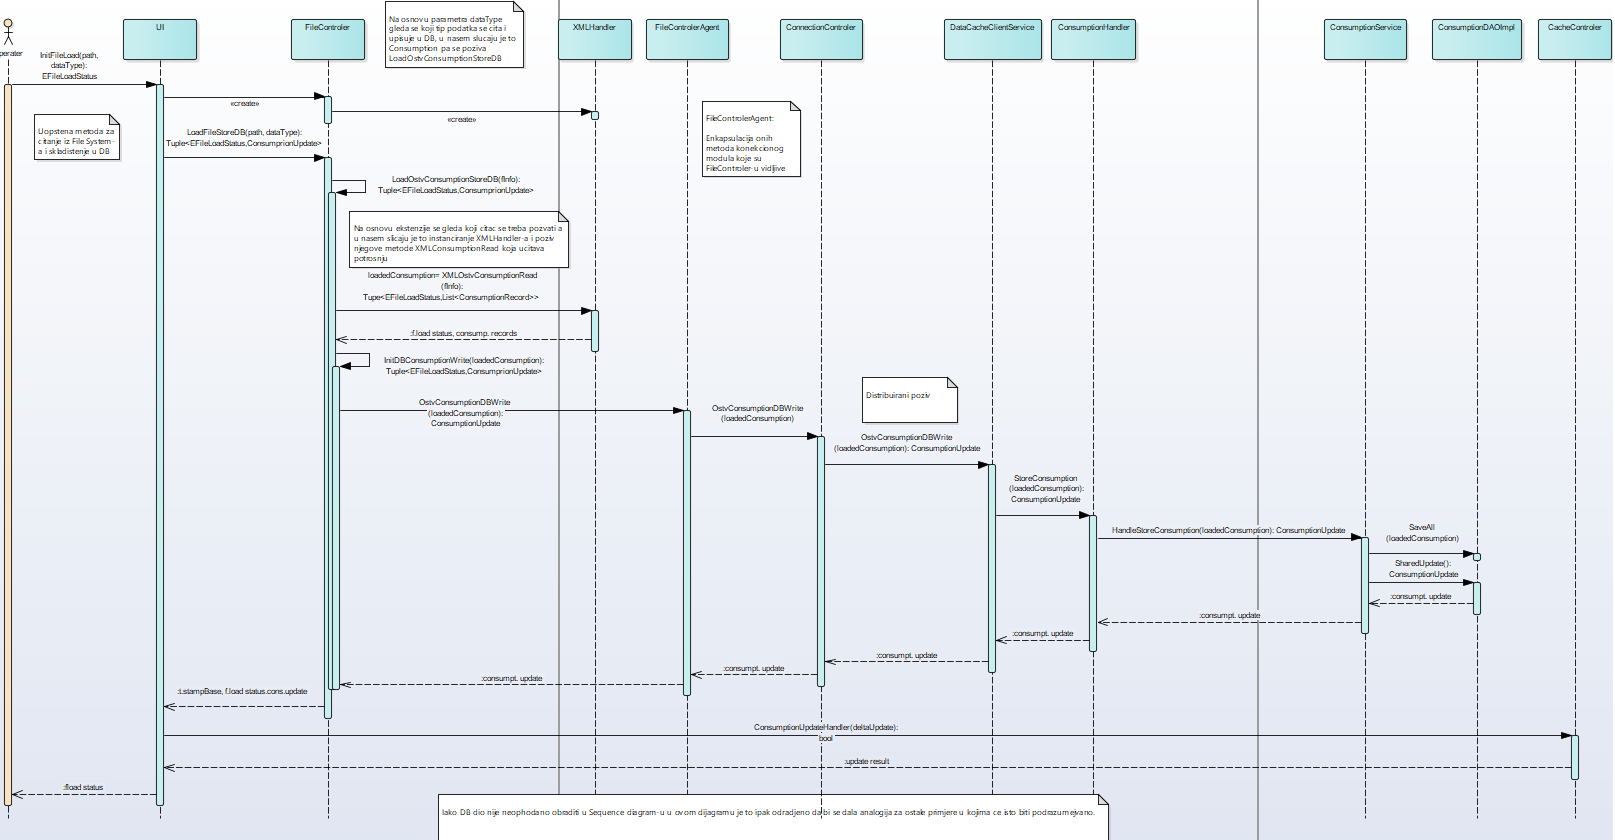 Na osnovu parametra dataType
gleda se koji tip podatka se cita i
upisuje u DB, u nasem slucaju je to
Consumption pa se poziva
LoadOstvConsumptionStoreDB
UI
FileControler
XMLHandler
FileControlerAgent
ConnectionControler
DataCacheClientService
ConsumptionHandler
ConsumptionService
ConsumptionDAOImpl
CacheControler
perater
InitFileLoad(path,
dataType):
EFileLoadStatus
«create»
«create»
Uopstena metoda za
citanje iz File System-
a i skladistenje u DB
LoadFileStoreDB(path, dataType):
Tuple<EFileLoadStatus,ConsumprionUpdate>
FileControlerAgent:
Enkapsulacija onih
metoda konekcionog
modula koje su
FileControler-u vidljive
LoadOstvConsumptionStoreDB(fInfo):
Tuple<EFileLoadStatus,ConsumprionUpdate>
Na osnovu ekstenzije se gleda koji citac se treba pozvati a
u nasem slicaju je to instanciranje XMLHandler-a i poziv
njegove metode XMLConsumptionRead koja ucitava
potrosnju
loadedConsumption= XMLOstvConsumptionRead
(fInfo):
Tupe<EFileLoadStatus,List<ConsumptionRecord>>
:f.load status, consump. records
InitDBConsumptionWrite(loadedConsumption):
Tuple<EFileLoadStatus,ConsumprionUpdate>
Distribuirani poziv
OstvConsumptionDBWrite
(loadedConsumption):
ConsumptionUpdate
OstvConsumptionDBWrite
(loadedConsumption)
OstvConsumptionDBWrite
(loadedConsumption): ConsumptionUpdate
StoreConsumption
(loadedConsumption):
ConsumptionUpdate
HandleStoreConsumption(loadedConsumption): ConsumptionUpdate
SaveAll
(loadedConsumption)
SharedUpdate():
ConsumptionUpdate
:consumpt. update
:consumpt. update
:consumpt. update
:consumpt. update
:consumpt. update
:consumpt. update
:t.stampBase, f.load status.cons.update
ConsumptionUpdateHandler(deltaUpdate):
bool
:update result
:fload status
Iako DB dio nije neophodano obraditi u Sequence diagram-u u ovom dijagramu je to ipak odradjeno da bi se dala analogija za ostale primjere u kojima ce isto biti podrazumejvano.